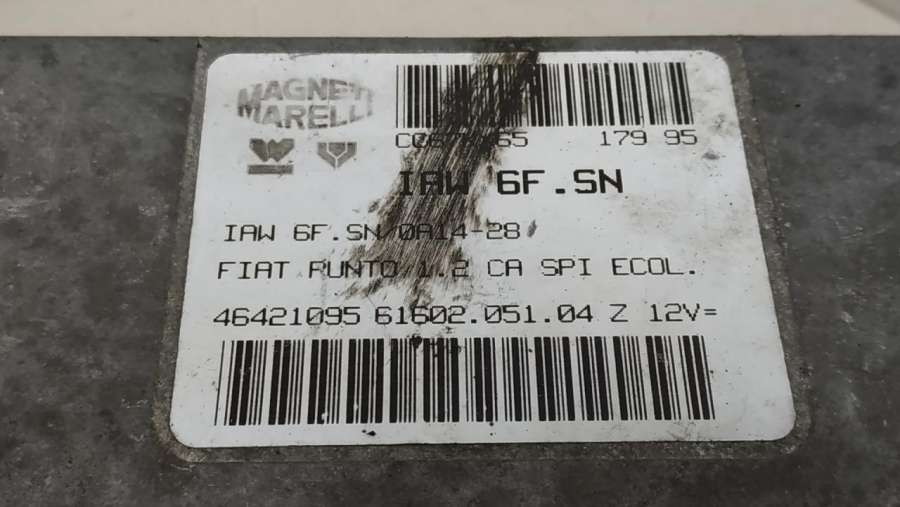 MAGNETI
MARELLI
179 95
IAW 6F.SN
IAW 6F.SN/0A14-28
FIAT PUNTO/1.2 CA SPI ECOL.
46421095 61602.051.04 Z 12V=